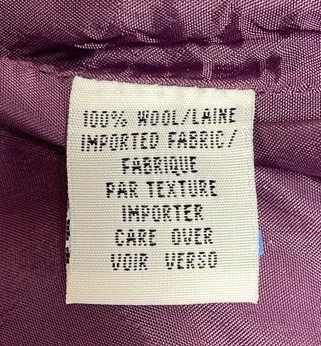 100% WOOL/LAINE
IMPORTED FABRIC/
FABRIQUE
PAR TEXTURE
IMPORTER
CARE OVER
VOIR VERSO